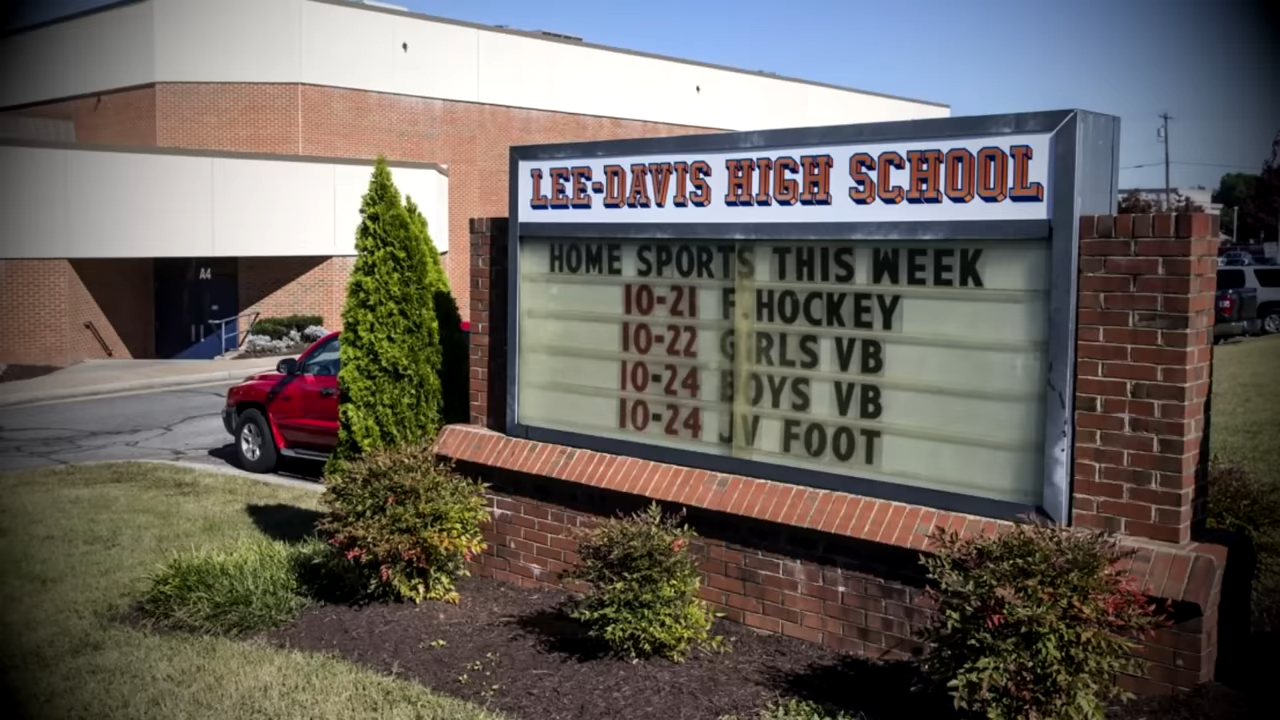 LEE-DAVIS HIGH SCHOOL
HOME SPORTS THIS WEEK
10-21 F.HOCKEY
10-22 GIRLS VB
10-24 BOYS VB
10-24 JV FOOT
A4